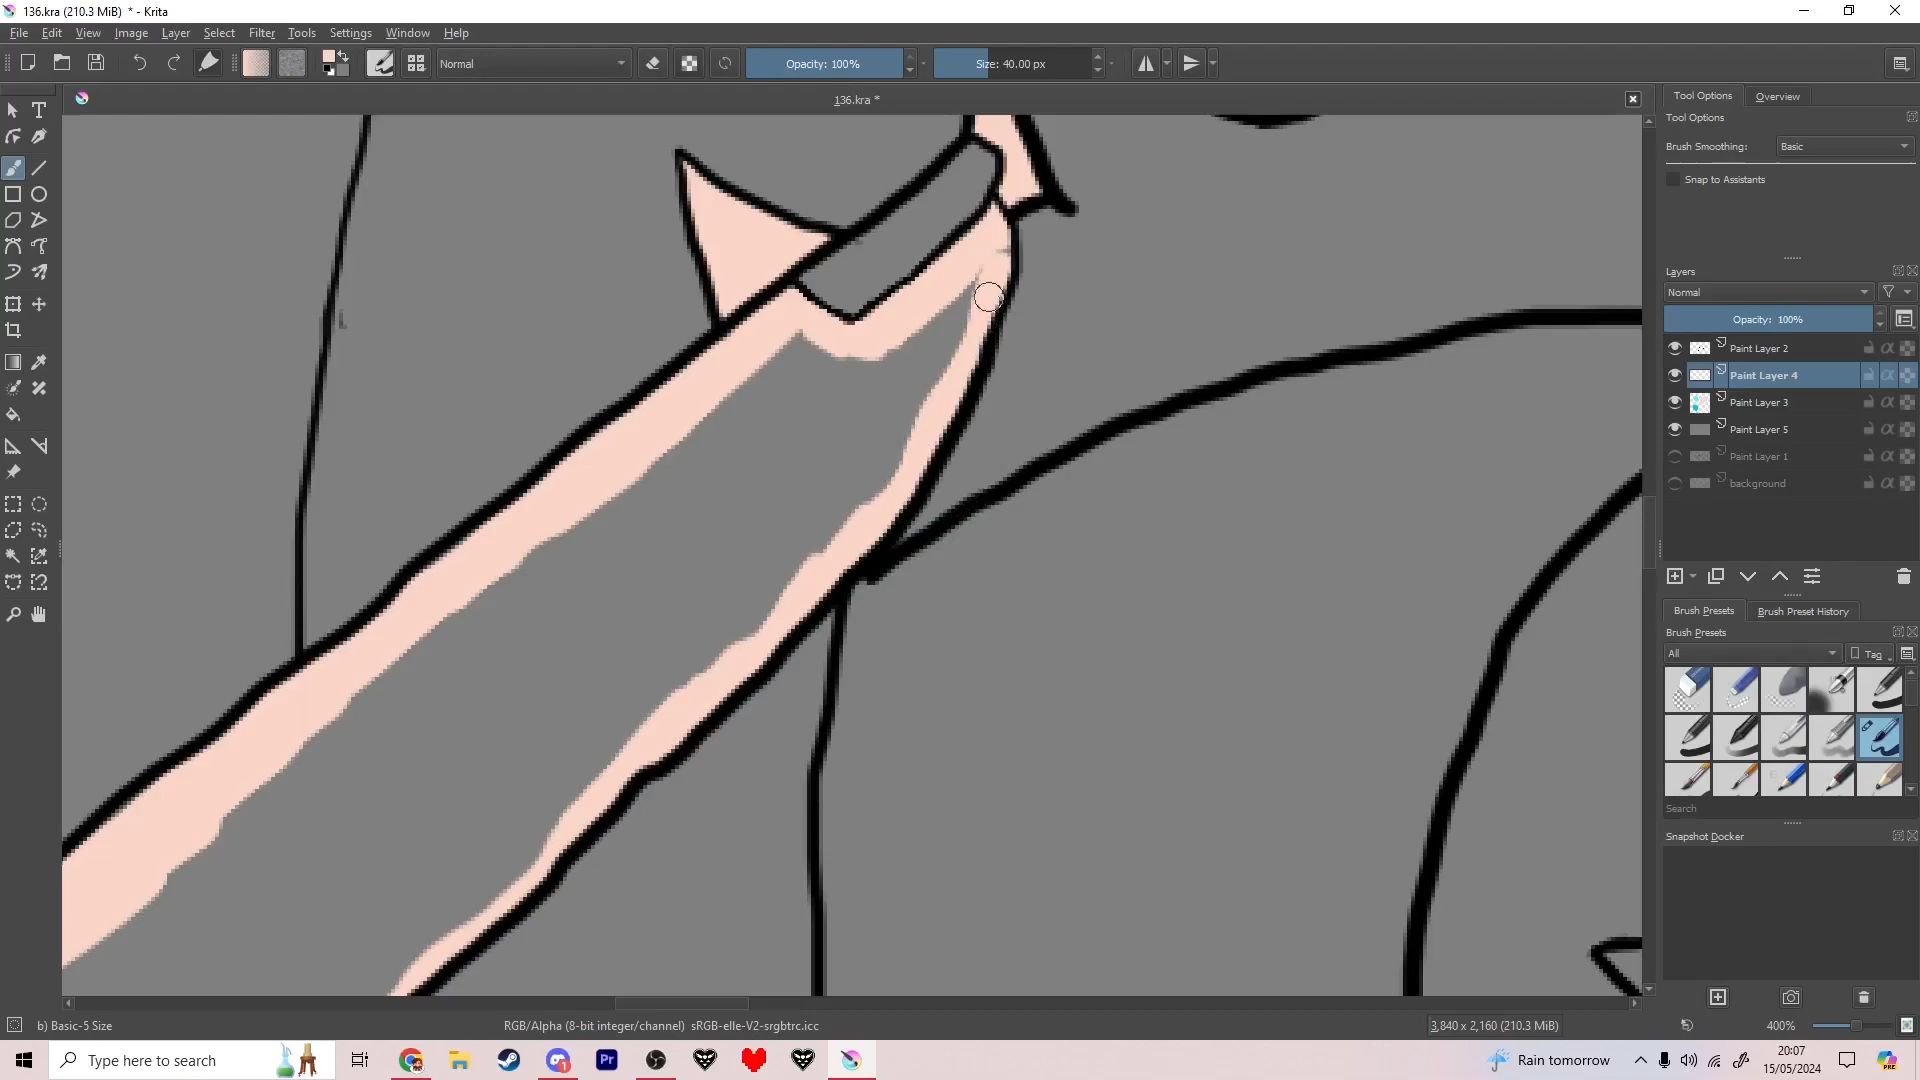 136.kra (210.3 MiB) * - Krita
File Edit View Image Layer Select Filter Tools Settings Window Help
Normal Opacity: 100% Size: 40.00 px
136.kra *
Tool Options Overview
Tool Options
Brush Smoothing: Basic
Snap to Assistants
Layers
Normal
Opacity: 100%
Paint Layer 2
Paint Layer 4
Paint Layer 3
Paint Layer 5
Paint Layer 1
background
Brush Presets Brush Preset History
Brush Presets
All Tag
Search
Snapshot Docker
b) Basic-5 Size RGB/Alpha (8-bit integer/channel) sRGB-elle-V2-srgbtrc.icc 3,840 x 2,160 (210.3 MiB) 400%
Type here to search Pr 1 Rain tomorrow 20:07
15/05/2024
PRE